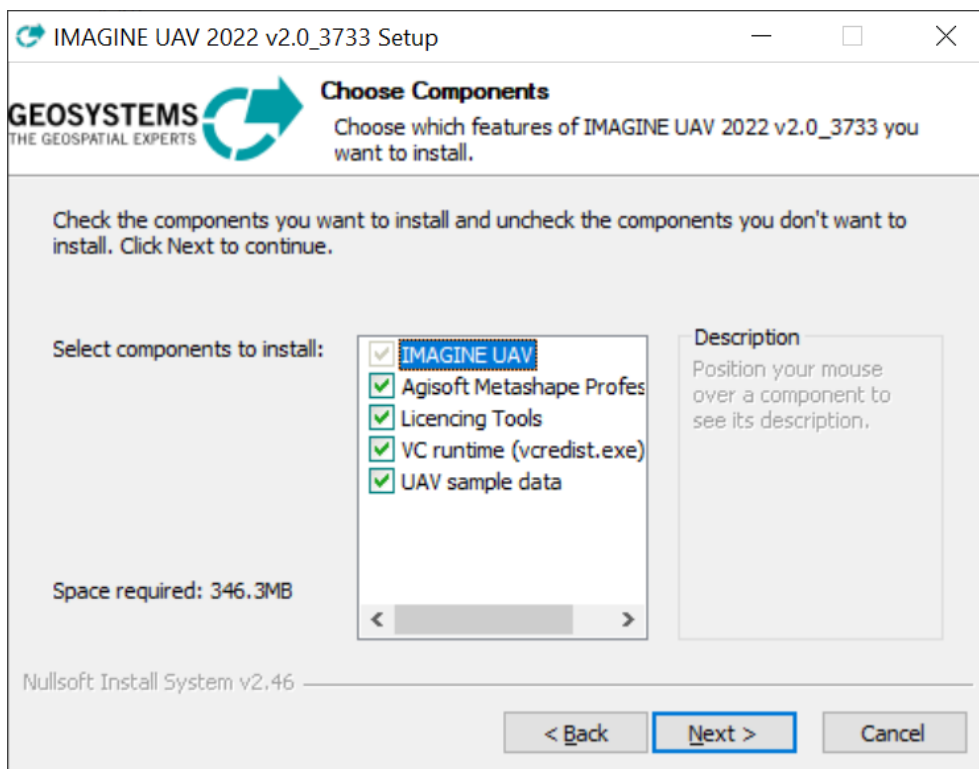 IMAGINE UAV 2022 v2.0_3733 Setup
GEOSYSTEMS
THE GEOSPATIAL EXPERTS
Choose Components
Choose which features of IMAGINE UAV 2022 v2.0_3733 you
want to install.
Check the components you want to install and uncheck the components you don't want to
install. Click Next to continue.
Select components to install:
IMAGINE UAV
Agisoft Metashape Profes
Licencing Tools
VC runtime (vcredist.exe)
UAV sample data
Description
Position your mouse
over a component to
see its description.
Space required: 346.3MB
Nullsoft Install System v2.46
< Back
Next >
Cancel